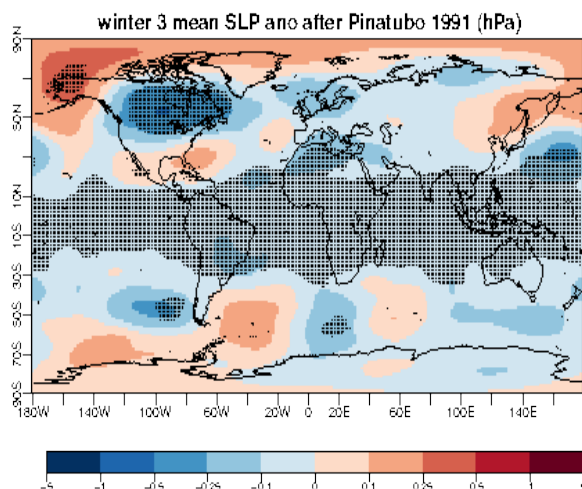 winter 3 mean SLP ano after Pinatubo 1991 (hPa)
90N
50N
10N
10S
30S
50S
70S
90S
180W 140W 100W 60W 0 20E 60E 100E 140E
-5 -1 -0.5 -0.25 -0.1 0 0.1 0.25 0.5 1